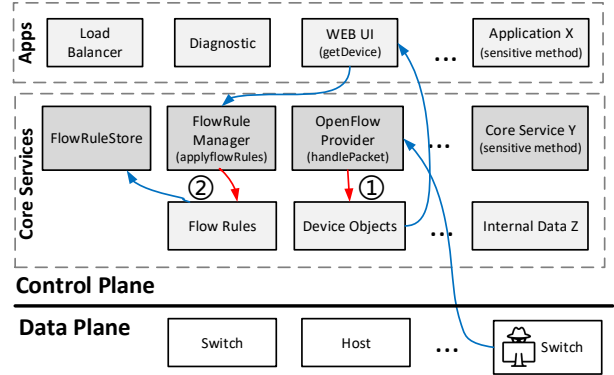 Apps
Load
Balancer
Diagnostic
WEB UI
(getDevice)
...
Application X
(sensitive method)
Core Services
FlowRuleStore
FlowRule
Manager
(applyflowRules)
OpenFlow
Provider
(handlePacket)
...
Core Service Y
(sensitive method)
②
①
Flow Rules
Device Objects
...
Internal Data Z
Control Plane
Data Plane
Switch
Host
...
Switch